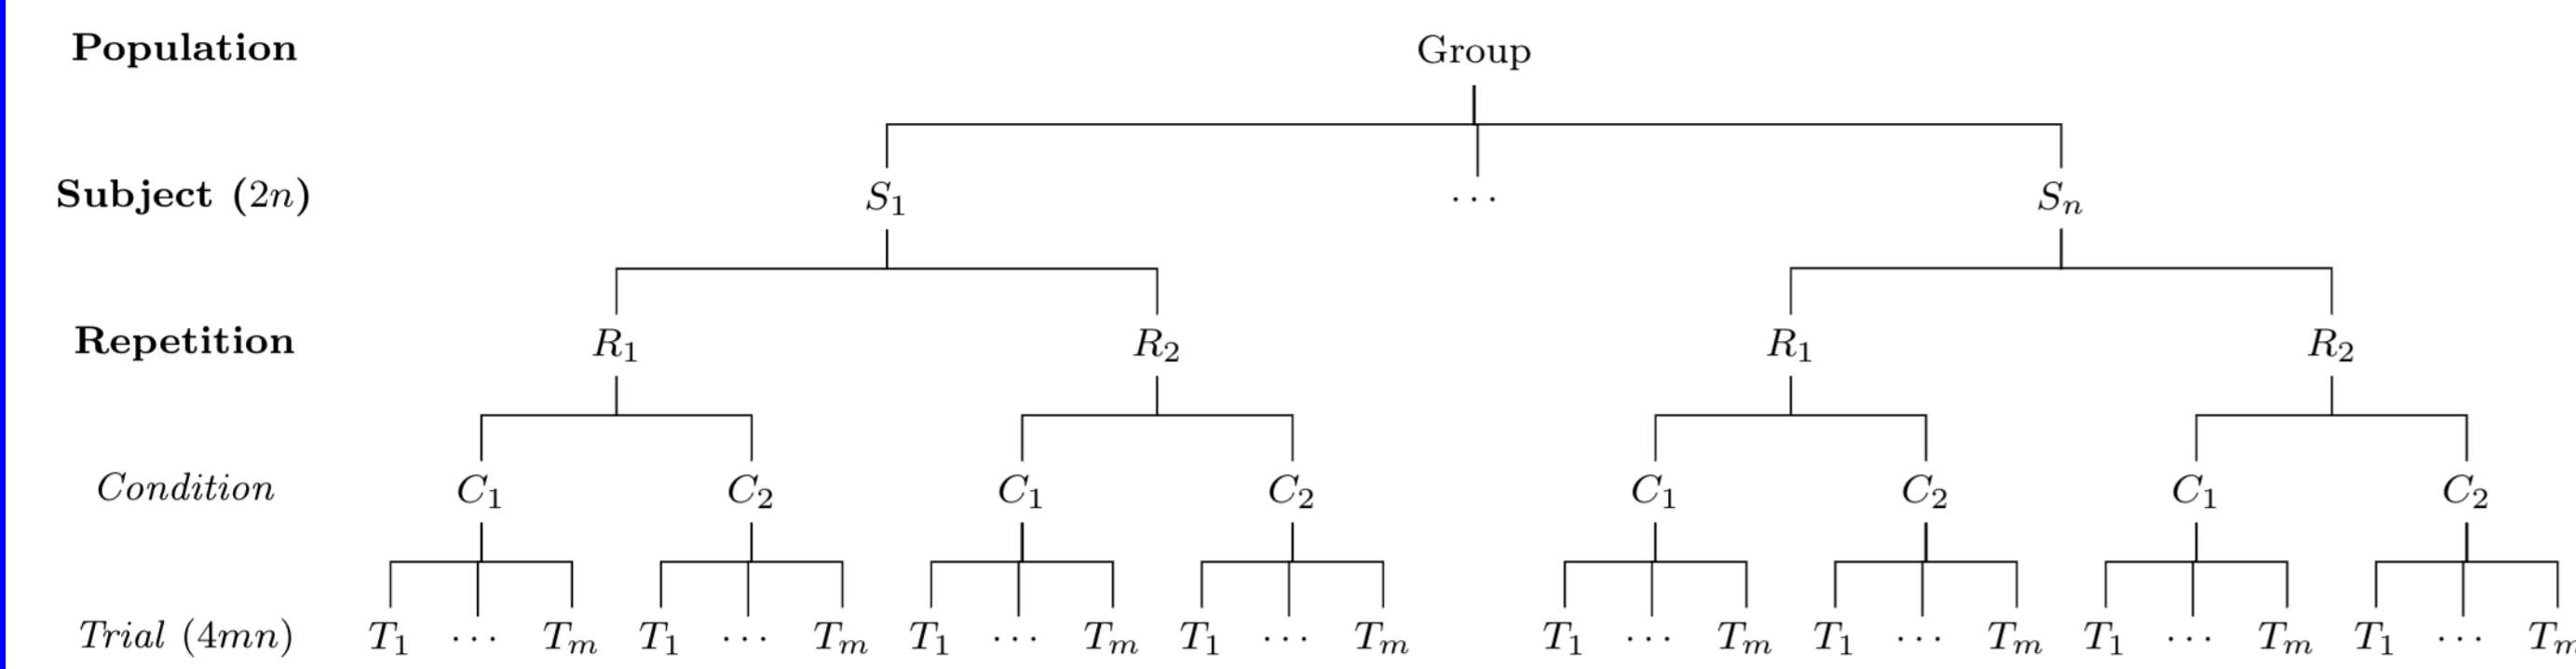 Population Group
Subject (2n) S₁ ··· Sₙ
Repetition R₁ R₂ R₁ R₂
Condition C₁ C₂ C₁ C₂ C₁ C₂ C₁ C₂
Trial (4mn) T₁ ··· Tₘ T₁ ··· Tₘ T₁ ··· Tₘ T₁ ··· Tₘ T₁ ··· Tₘ T₁ ··· Tₘ T₁ ··· Tₘ T₁ ··· Tₘ